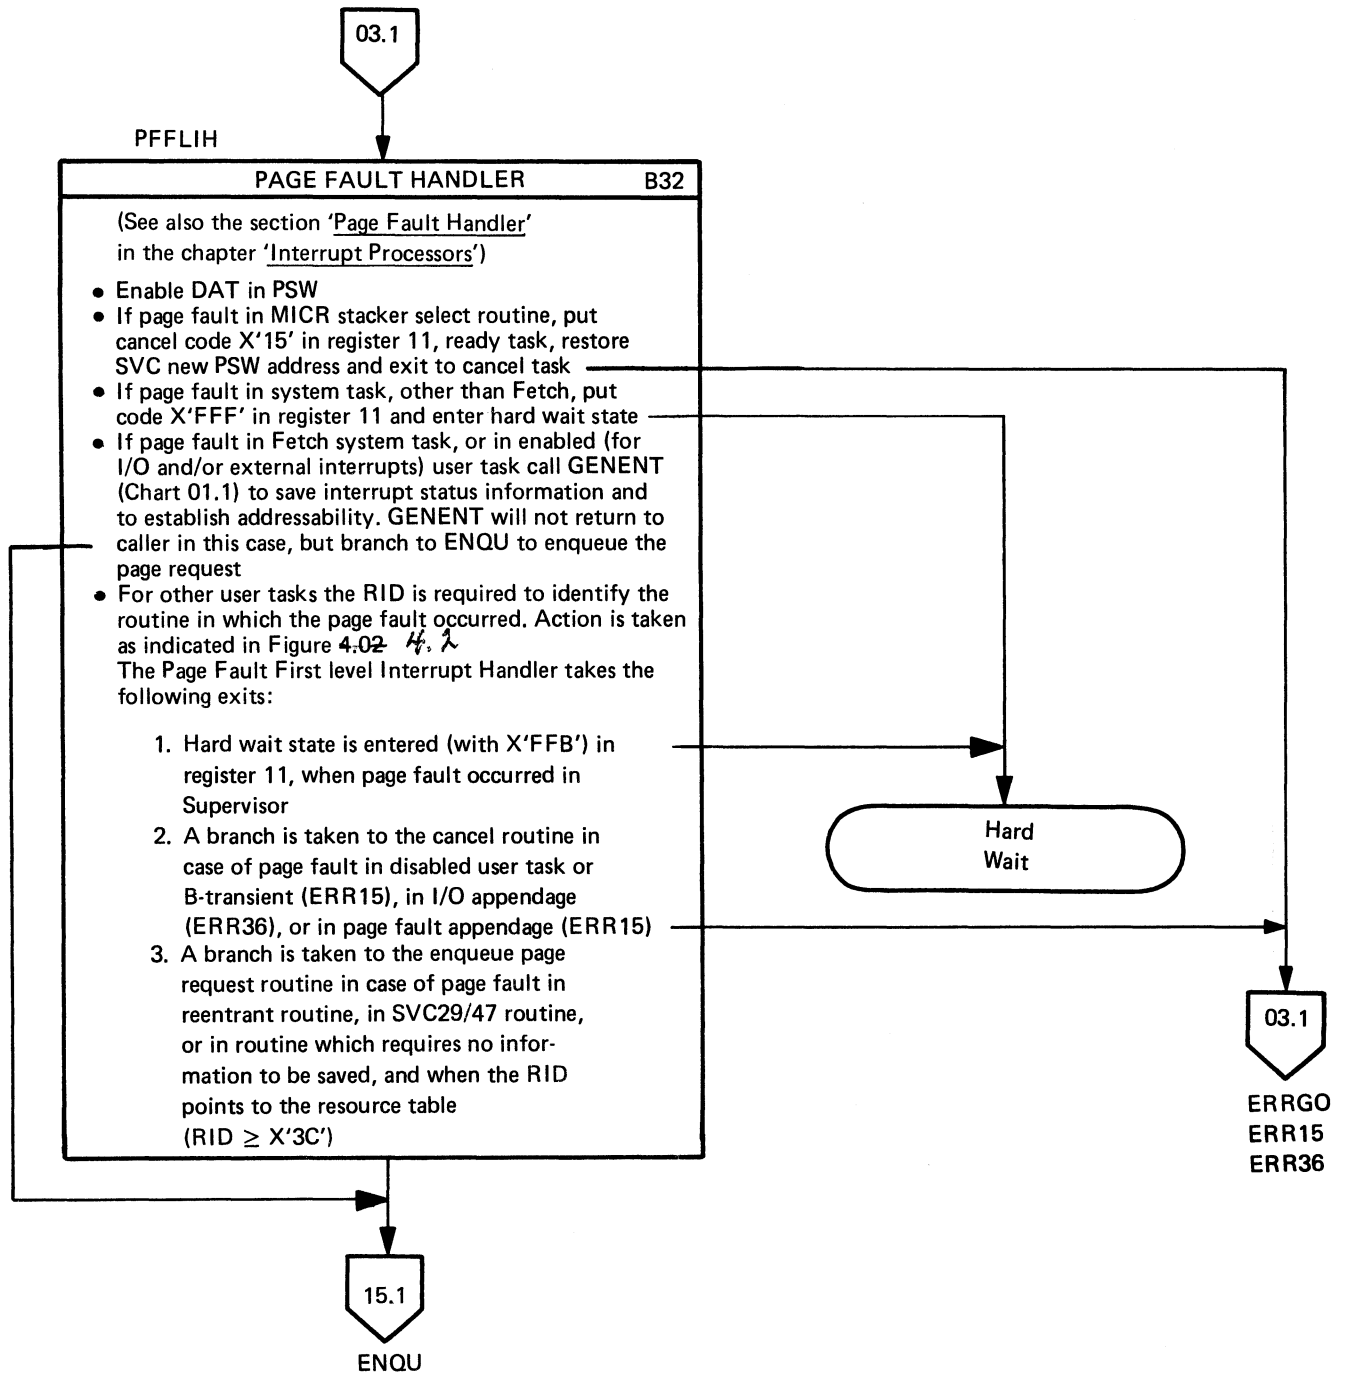 03.1
PFFLIH
PAGE FAULT HANDLER B32
(See also the section 'Page Fault Handler'
in the chapter 'Interrupt Processors')
• Enable DAT in PSW
• If page fault in MICR stacker select routine, put
cancel code X'15' in register 11, ready task, restore
SVC new PSW address and exit to cancel task
• If page fault in system task, other than Fetch, put
code X'FFF' in register 11 and enter hard wait state
• If page fault in Fetch system task, or in enabled (for
I/O and/or external interrupts) user task call GENENT
(Chart 01.1) to save interrupt status information and
to establish addressability. GENENT will not return to
caller in this case, but branch to ENQU to enqueue the
page request
• For other user tasks the RID is required to identify the
routine in which the page fault occurred. Action is taken
as indicated in Figure 4.02 4.2
The Page Fault First level Interrupt Handler takes the
following exits:
1. Hard wait state is entered (with X'FFB') in
register 11, when page fault occurred in
Supervisor
2. A branch is taken to the cancel routine in
case of page fault in disabled user task or
B-transient (ERR15), in I/O appendage
(ERR36), or in page fault appendage (ERR15)
3. A branch is taken to the enqueue page
request routine in case of page fault in
reentrant routine, in SVC29/47 routine,
or in routine which requires no infor-
mation to be saved, and when the RID
points to the resource table
(RID ≥ X'3C')
Hard
Wait
03.1
ERRGO
ERR15
ERR36
15.1
ENQU